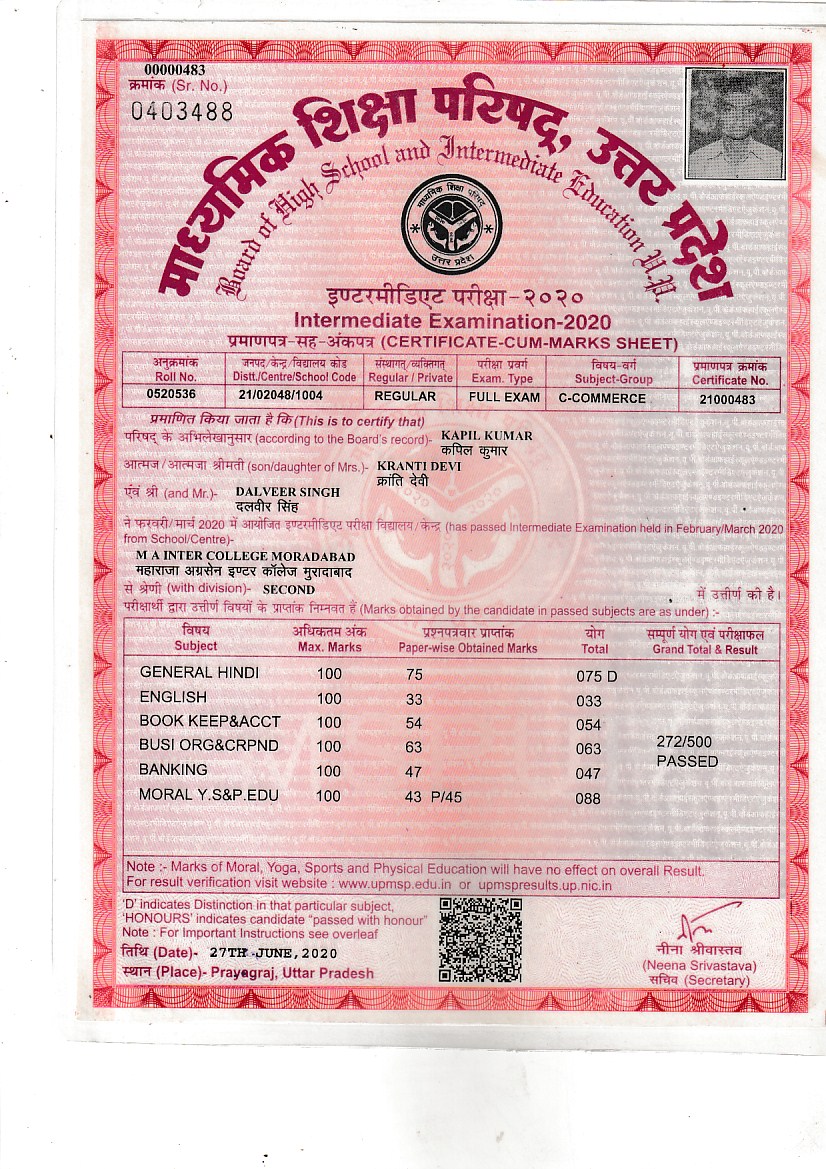 00000483
क्रमांक (Sr. No.)
0403488
माध्यमिक शिक्षा परिषद्, उत्तर प्रदेश
Board of High School and Intermediate Education U.P.
माध्यमिक शिक्षा परिषद्
उत्तर प्रदेश
इण्टरमीडिएट परीक्षा-२०२०
Intermediate Examination-2020
प्रमाणपत्र-सह-अंकपत्र (CERTIFICATE-CUM-MARKS SHEET)
अनुक्रमांक जनपद/केन्द्र/विद्यालय कोड संस्थागत/व्यक्तिगत परीक्षा प्रवर्ग विषय-वर्ग प्रमाणपत्र क्रमांक
Roll No. Distt./Centre/School Code Regular / Private Exam. Type Subject-Group Certificate No.
0520536 21/02048/1004 REGULAR FULL EXAM C-COMMERCE 21000483
प्रमाणित किया जाता है कि (This is to certify that)
परिषद् के अभिलेखानुसार (according to the Board's record)- KAPIL KUMAR
कपिल कुमार
आत्मज/आत्मजा श्रीमती (son/daughter of Mrs.)- KRANTI DEVI
क्रांति देवी
एंव श्री (and Mr.)- DALVEER SINGH
दलवीर सिंह
ने फरवरी/मार्च 2020 में आयोजित इण्टरमीडिएट परीक्षा विद्यालय/केन्द्र (has passed Intermediate Examination held in February/March 2020
from School/Centre)-
M A INTER COLLEGE MORADABAD
महाराजा अग्रसेन इण्टर कॉलेज मुरादाबाद
से श्रेणी (with division)- SECOND में उत्तीर्ण की है।
परीक्षार्थी द्वारा उत्तीर्ण विषयों के प्राप्तांक निम्नवत हैं (Marks obtained by the candidate in passed subjects are as under) :-
विषय अधिकतम अंक प्रश्नपत्रवार प्राप्तांक योग सम्पूर्ण योग एवं परीक्षाफल
Subject Max. Marks Paper-wise Obtained Marks Total Grand Total & Result
GENERAL HINDI 100 75 075 D
ENGLISH 100 33 033
BOOK KEEP&ACCT 100 54 054
BUSI ORG&CRPND 100 63 063 272/500
BANKING 100 47 047 PASSED
MORAL Y.S&P.EDU 100 43 P/45 088
Note :- Marks of Moral, Yoga, Sports and Physical Education will have no effect on overall Result.
For result verification visit website : www.upmsp.edu.in or upmspresults.up.nic.in
'D' indicates Distinction in that particular subject,
'HONOURS' indicates candidate "passed with honour"
Note : For Important Instructions see overleaf
तिथि (Date)- 27TH JUNE, 2020
स्थान (Place)- Prayagraj, Uttar Pradesh
नीना श्रीवास्तव
(Neena Srivastava)
सचिव (Secretary)